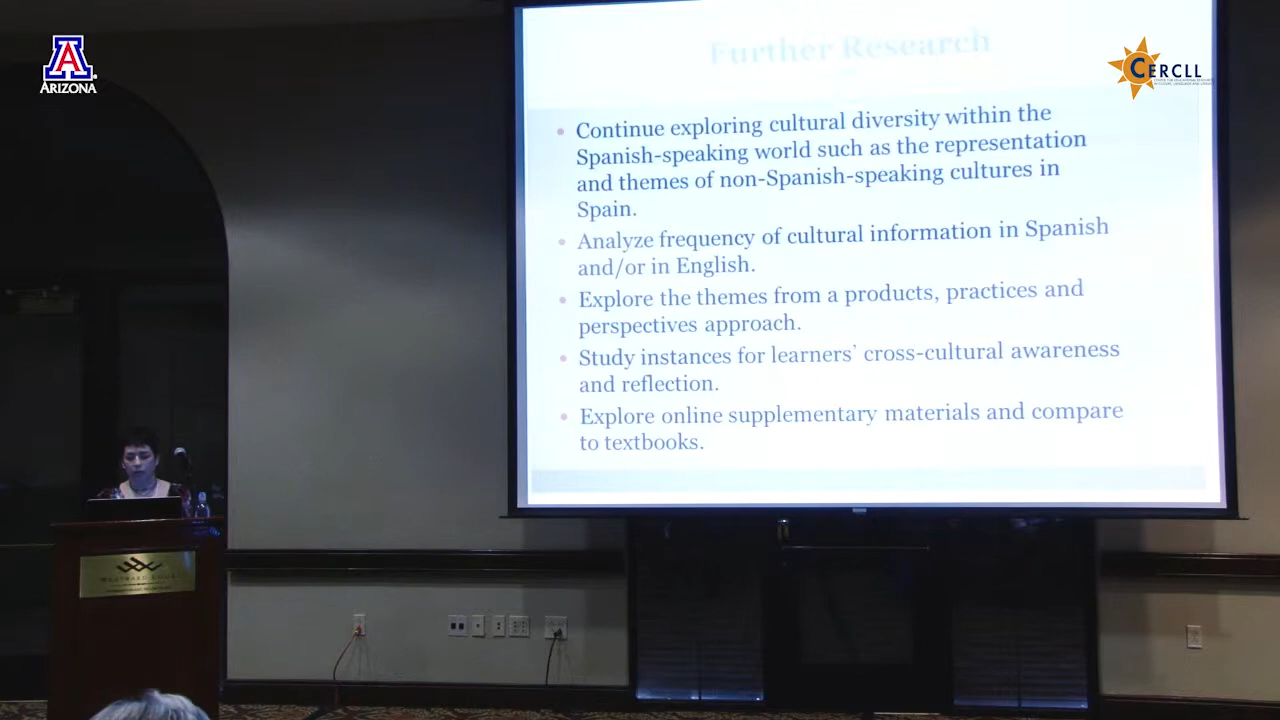 ARIZONA
Further Research
CERCLL
• Continue exploring cultural diversity within the
Spanish-speaking world such as the representation
and themes of non-Spanish-speaking cultures in
Spain.
• Analyze frequency of cultural information in Spanish
and/or in English.
• Explore the themes from a products, practices and
perspectives approach.
• Study instances for learners' cross-cultural awareness
and reflection.
• Explore online supplementary materials and compare
to textbooks.